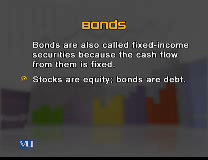 Bonds
Bonds are also called fixed-income
securities because the cash flow
from them is fixed.
Stocks are equity; bonds are debt.